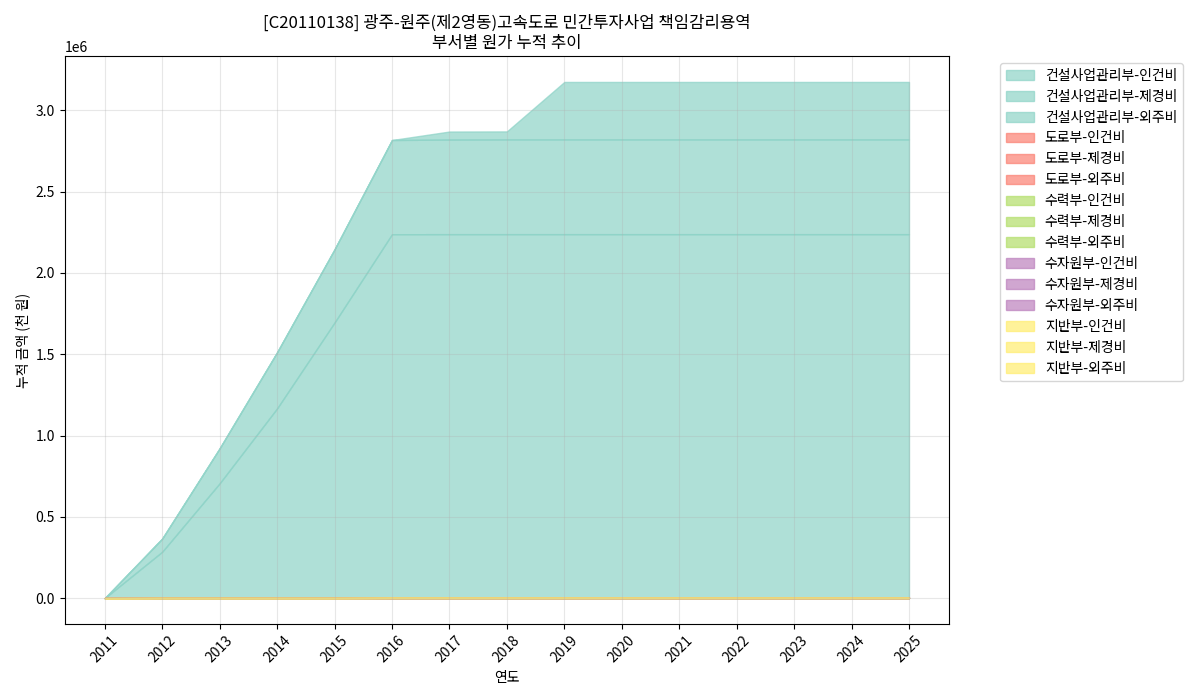 [C20110138] 광주-원주(제2영동)고속도로 민간투자사업 책임감리용역
부서별 원가 누적 추이
1e6
3.0
2.5
2.0
1.5
1.0
0.5
0.0
누적 금액 (천 원)
2011
2012
2013
2014
2015
2016
2017
2018
2019
2020
2021
2022
2023
2024
2025
연도
건설사업관리부-인건비
건설사업관리부-제경비
건설사업관리부-외주비
도로부-인건비
도로부-제경비
도로부-외주비
수력부-인건비
수력부-제경비
수력부-외주비
수자원부-인건비
수자원부-제경비
수자원부-외주비
지반부-인건비
지반부-제경비
지반부-외주비